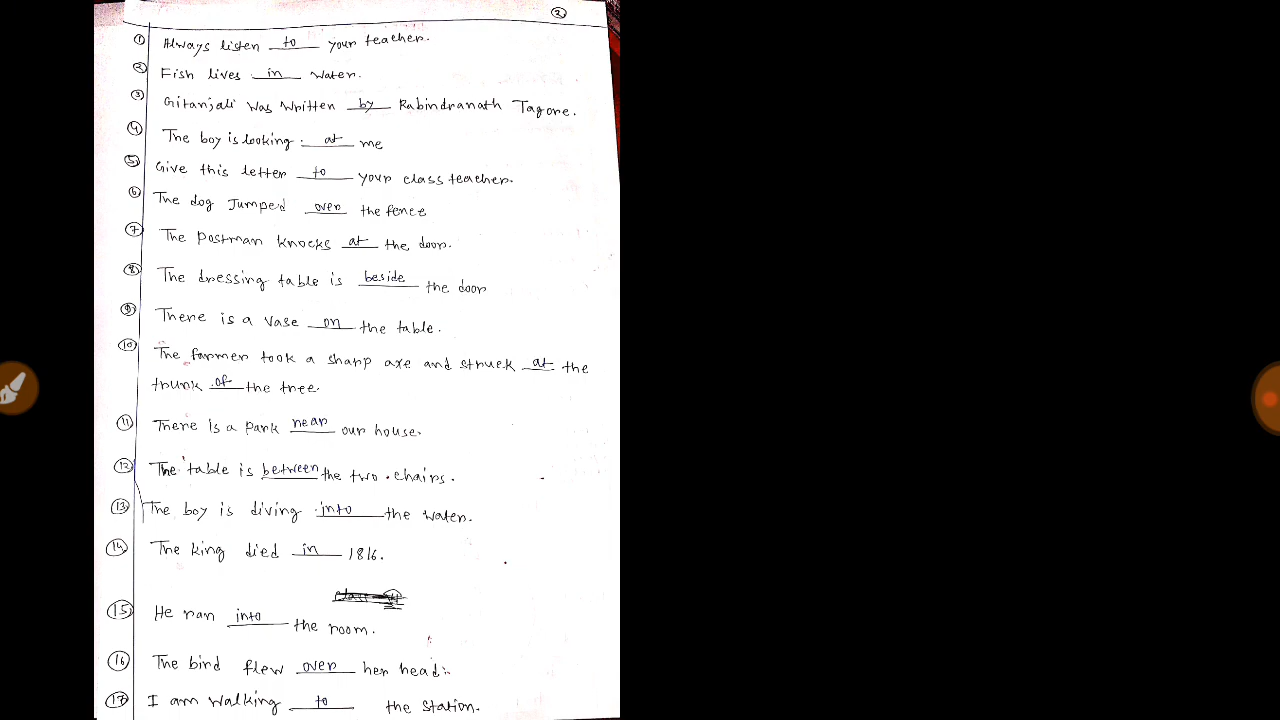 2
1 Always listen to your teacher.
2 Fish lives in water.
3 Gitanjali was written by Rabindranath Tagore.
4 The boy is looking at me
5 Give this letter to your class teacher.
6 The dog Jumped over the fence
7 The postman knocks at the door.
8 The dressing table is beside the door
9 There is a vase on the table.
10 The farmer took a sharp axe and struck at the
trunk of the tree.
11 There is a park near our house.
12 The table is between the two chairs.
13 The boy is diving into the water.
14 The king died in 1816.
15 He ran into the room.
16 The bird flew over her head.
17 I am walking to the station.